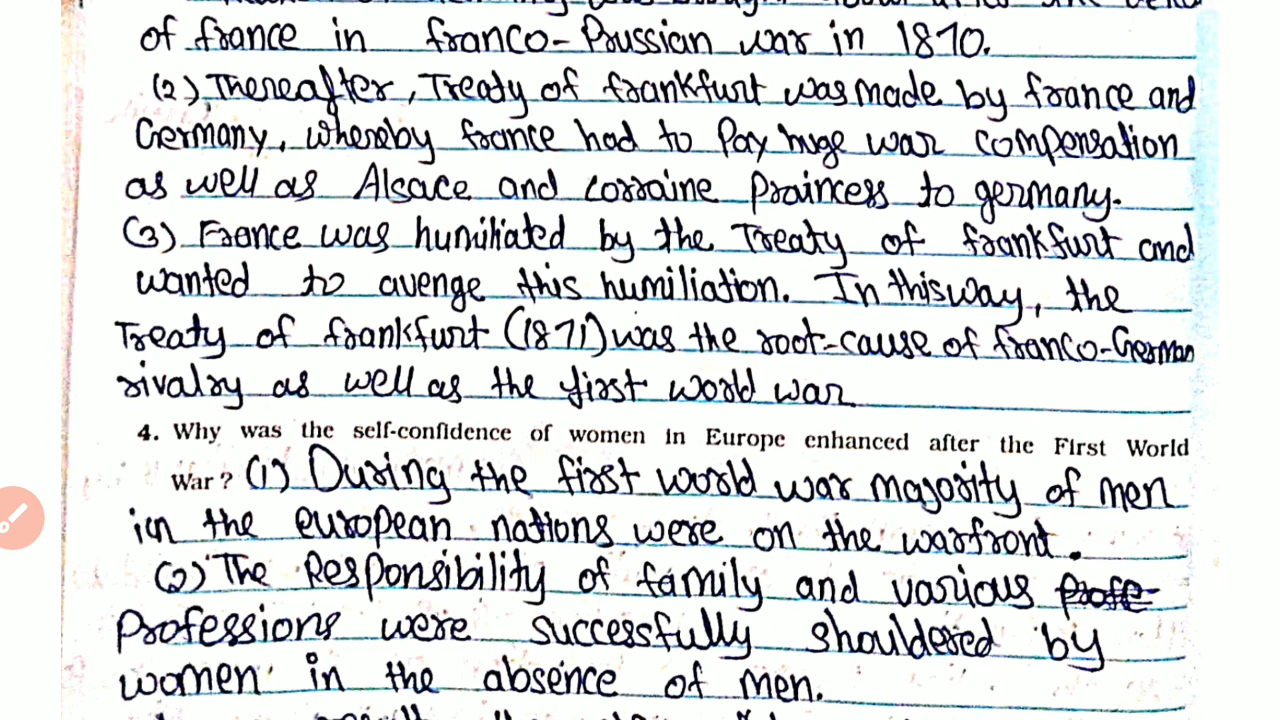 of france in franco-Prussian war in 1870.
(2) Thereafter, Treaty of frankfurt was made by france and
Germany, whereby france had to Pay huge war compensation
as well as Alsace and Lorraine Praincess to germany.
(3) France was humiliated by the Treaty of frankfurt and
wanted to avenge this humiliation. In this way, the
Treaty of frankfurt (1871) was the root-cause of franco-German
rivalry as well as the first world war.
4. Why was the self-confidence of women in Europe enhanced after the First World
War? (1) During the first world war majority of men
in the european nations were on the warfront.
(2) The Responsibility of family and various profe
Professions were successfully shouldered by
women in the absence of men.